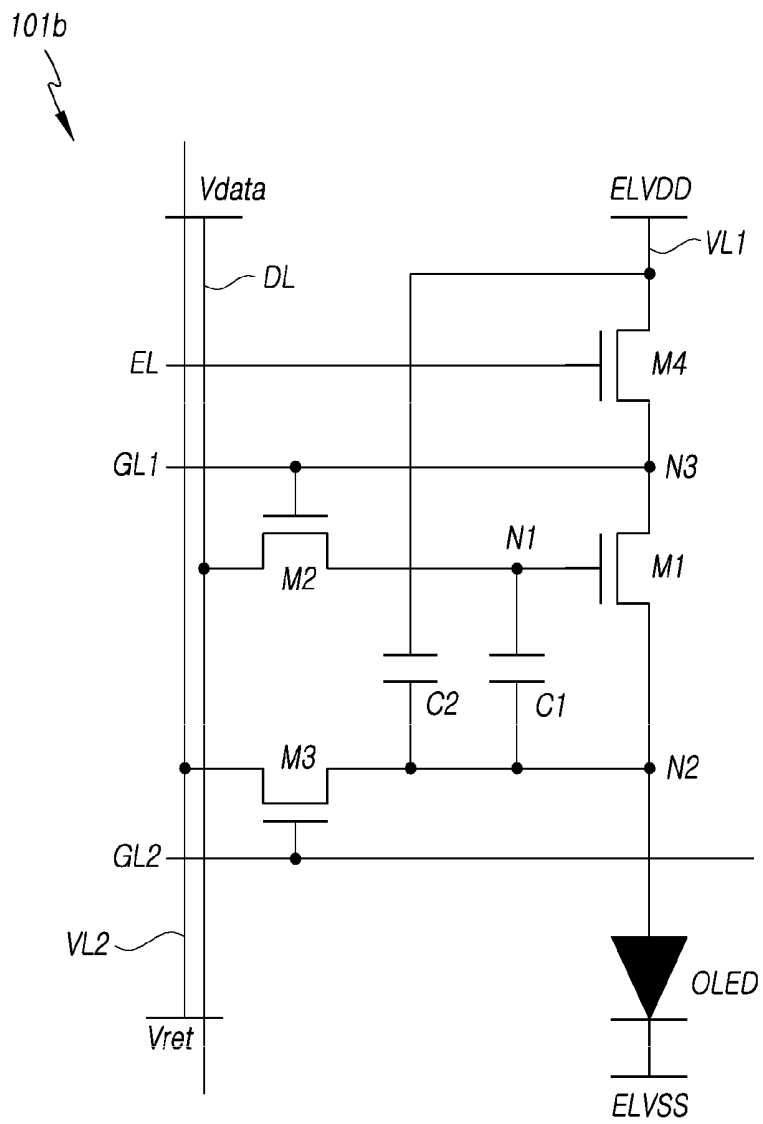 101b
Vdata
ELVDD
VL1
DL
EL
M4
GL1
N3
N1
M2
M1
C2
C1
M3
N2
GL2
VL2
OLED
Vret
ELVSS